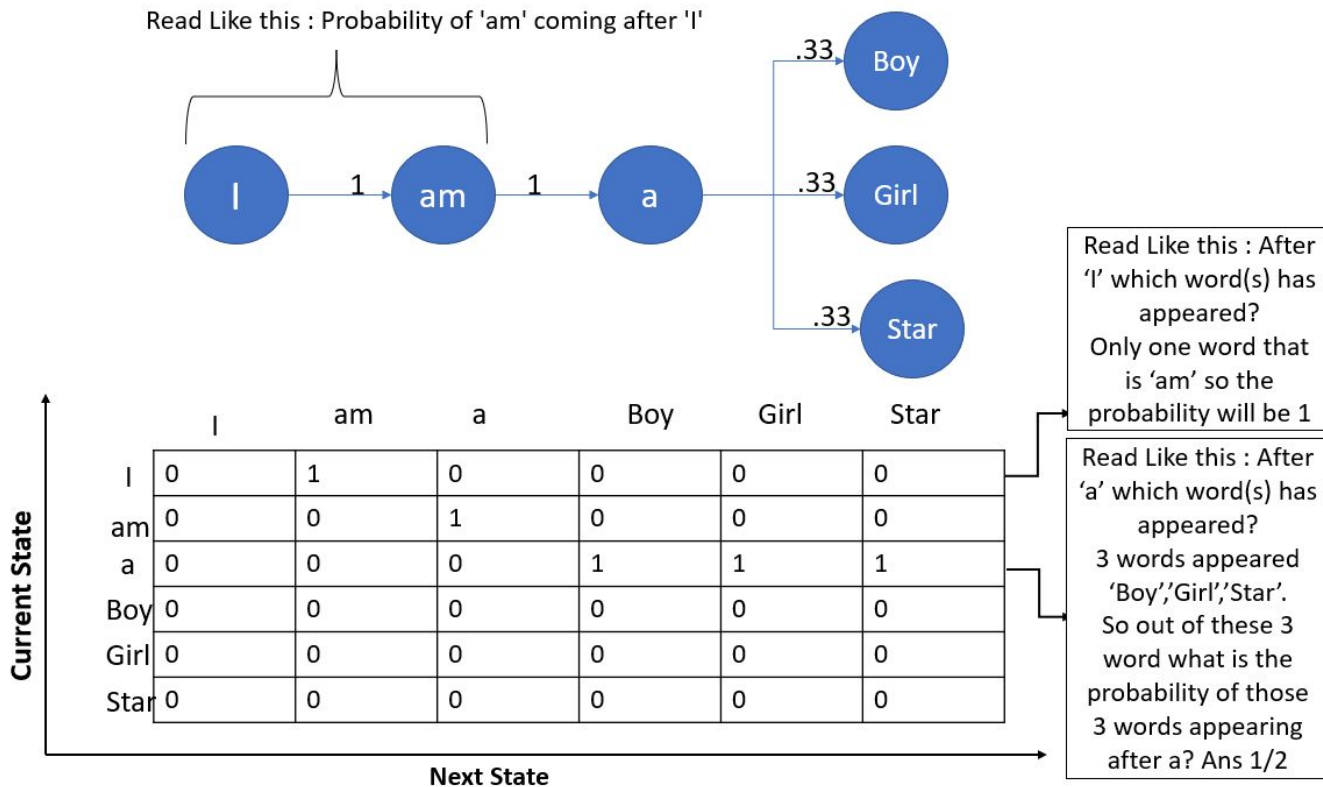 Read Like this : Probability of 'am' coming after 'I'
.33
Boy
I
1
am
1
a
.33
Girl
.33
Star
Read Like this : After
‘I’ which word(s) has
appeared?
Only one word that
is ‘am’ so the
probability will be 1
I am a Boy Girl Star
I 0 1 0 0 0 0
am 0 0 1 0 0 0
a 0 0 0 1 1 1
Boy 0 0 0 0 0 0
Girl 0 0 0 0 0 0
Star 0 0 0 0 0 0
Current State
Next State
Read Like this : After
‘a’ which word(s) has
appeared?
3 words appeared
‘Boy’,’Girl’,’Star’.
So out of these 3
word what is the
probability of those
3 words appearing
after a? Ans 1/2